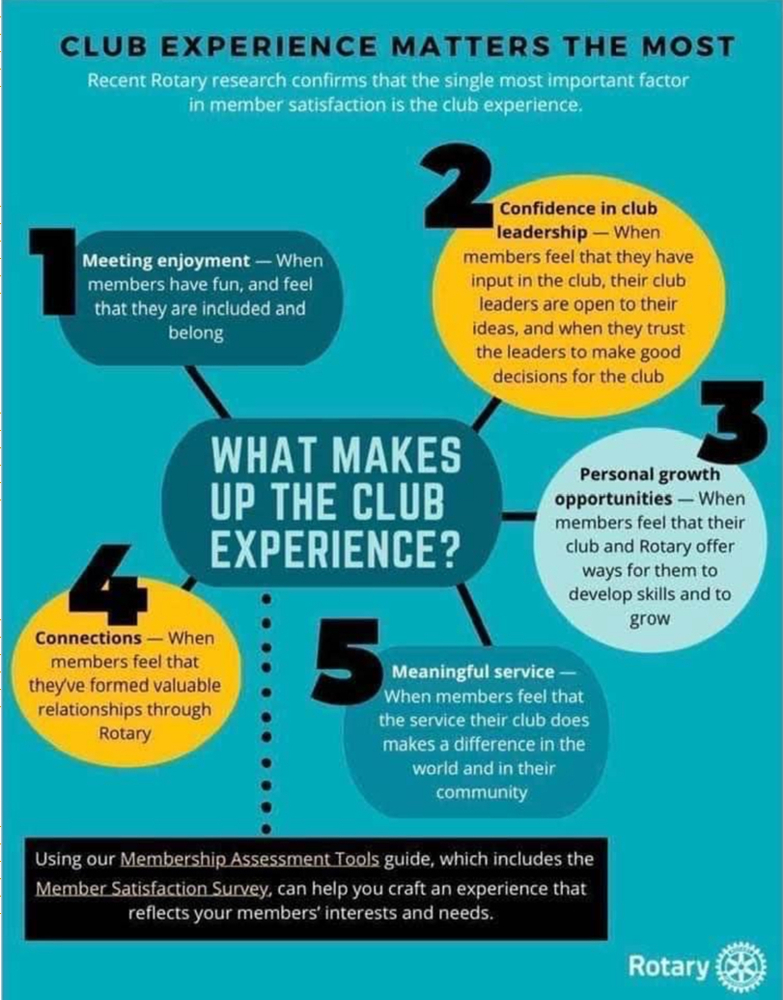 CLUB EXPERIENCE MATTERS THE MOST
Recent Rotary research confirms that the single most important factor
in member satisfaction is the club experience.
1
Meeting enjoyment — When
members have fun, and feel
that they are included and
belong
2
Confidence in club
leadership — When
members feel that they have
input in the club, their club
leaders are open to their
ideas, and when they trust
the leaders to make good
decisions for the club
WHAT MAKES
UP THE CLUB
EXPERIENCE?
3
Personal growth
opportunities — When
members feel that their
club and Rotary offer
ways for them to
develop skills and to
grow
4
Connections — When
members feel that
they've formed valuable
relationships through
Rotary
5
Meaningful service —
When members feel that
the service their club does
makes a difference in the
world and in their
community
Using our Membership Assessment Tools guide, which includes the
Member Satisfaction Survey, can help you craft an experience that
reflects your members' interests and needs.
Rotary